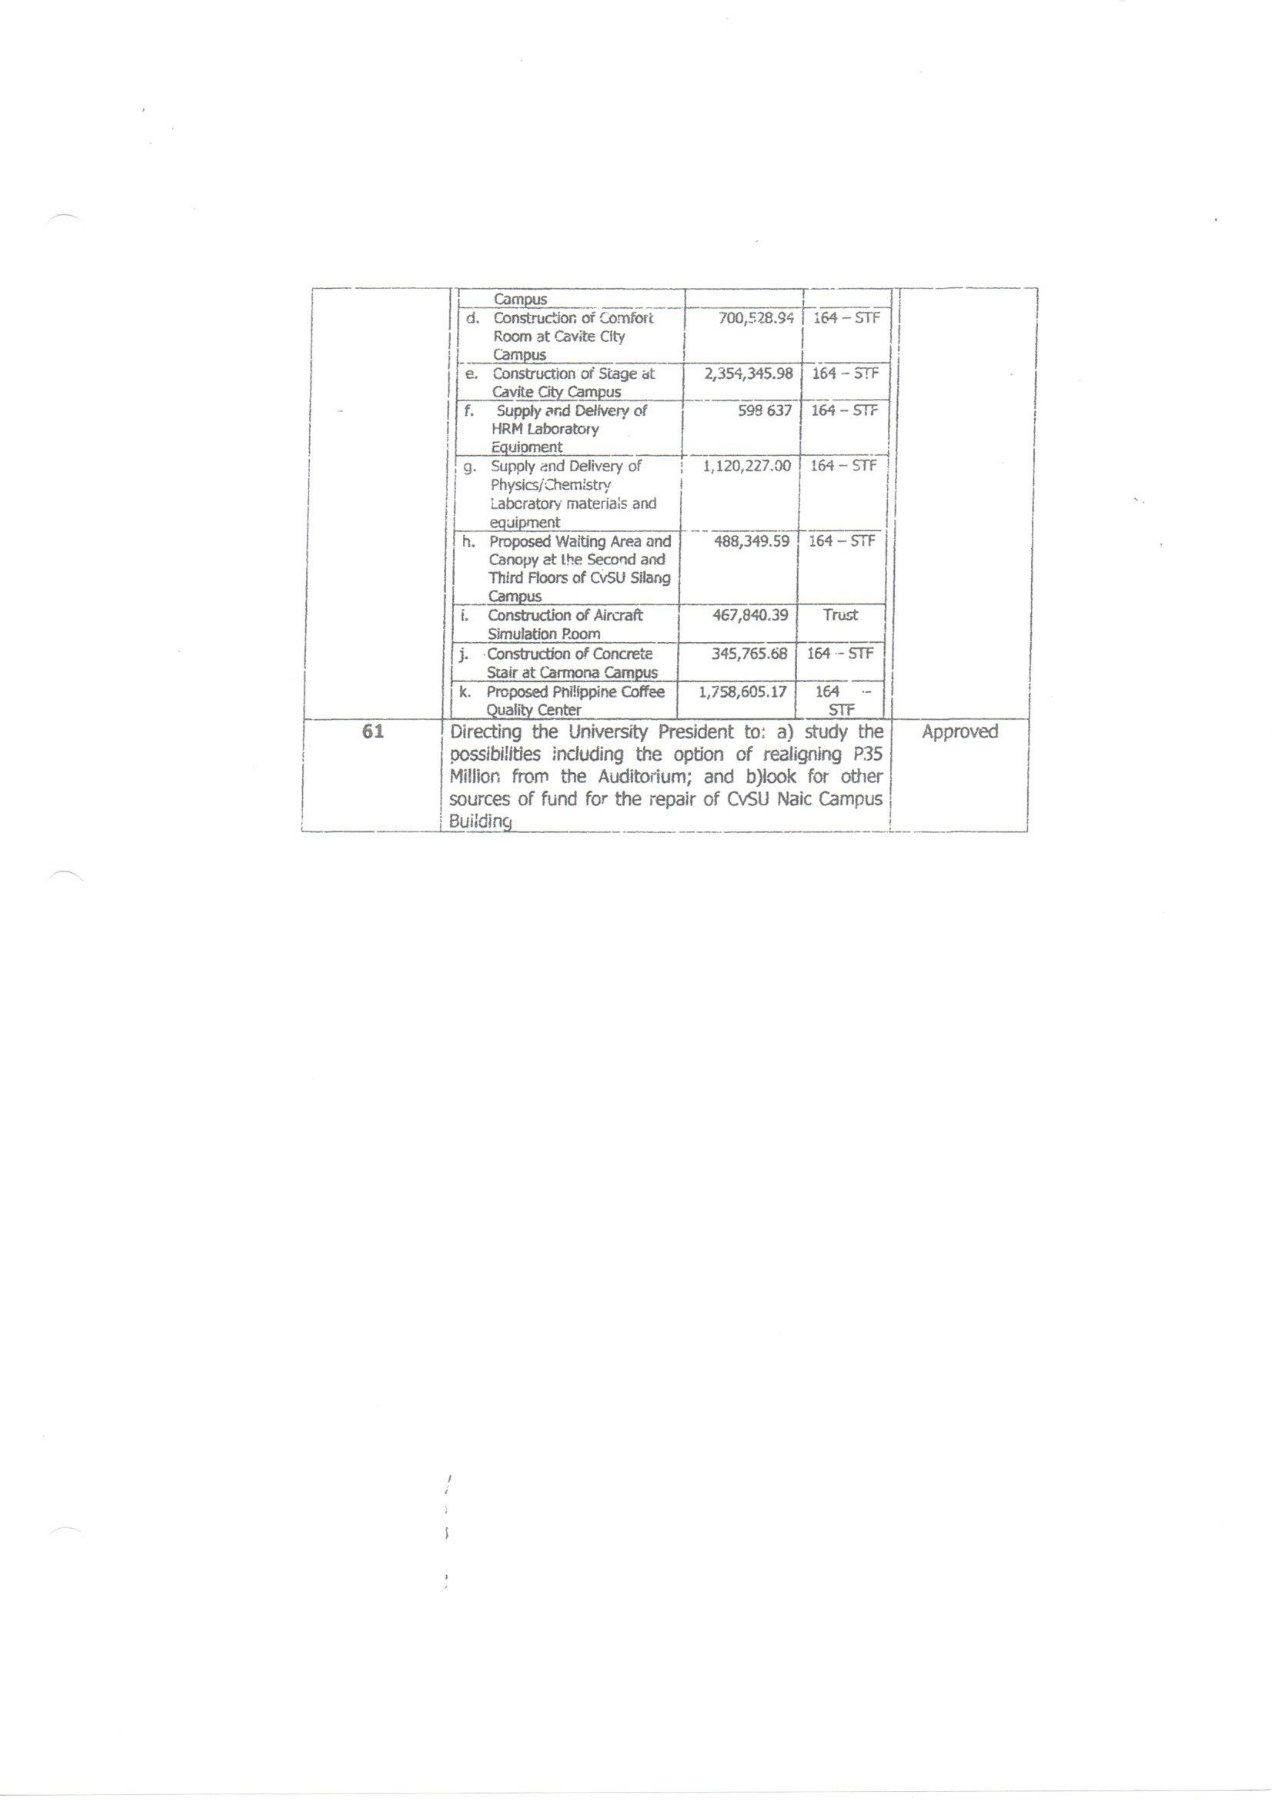 Campus
d. Construction of Comfort 700,528.94 164 – STF
Room at Cavite City
Campus
e. Construction of Stage at 2,354,345.98 164 – STF
Cavite City Campus
f. Supply and Delivery of 598 637 164 – STF
HRM Laboratory
Equipment
g. Supply and Delivery of 1,120,227.00 164 – STF
Physics/Chemistry
Laboratory materials and
equipment
h. Proposed Waiting Area and 488,349.59 164 – STF
Canopy at the Second and
Third Floors of CvSU Silang
Campus
i. Construction of Aircraft 467,840.39 Trust
Simulation Room
j. Construction of Concrete 345,765.68 164 – STF
Stair at Carmona Campus
k. Proposed Philippine Coffee 1,758,605.17 164 –
Quality Center STF
61 Directing the University President to: a) study the Approved
possibilities including the option of realigning P35
Million from the Auditorium; and b)look for other
sources of fund for the repair of CvSU Naic Campus
Building